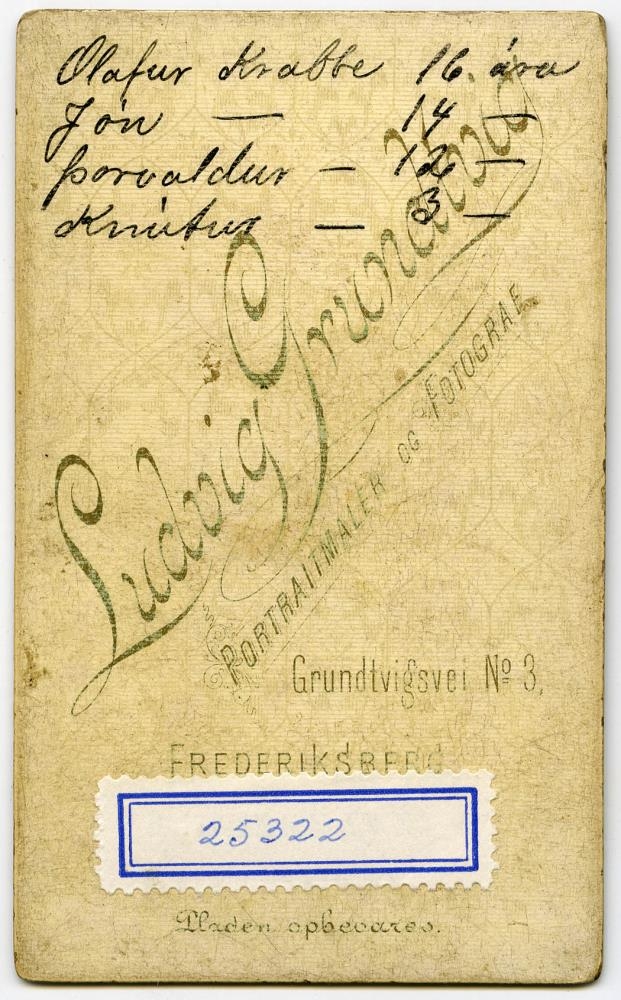 Olafur Krabbe 16. ára
Jón — 14 —
Þorvaldur — 12 —
Knútur — 3 —
Ludvig Grundtvig
PORTRAITMALER OG FOTOGRAF
Grundtvigsvei № 3,
FREDERIKSBERG
25322
Pladen opbevares.